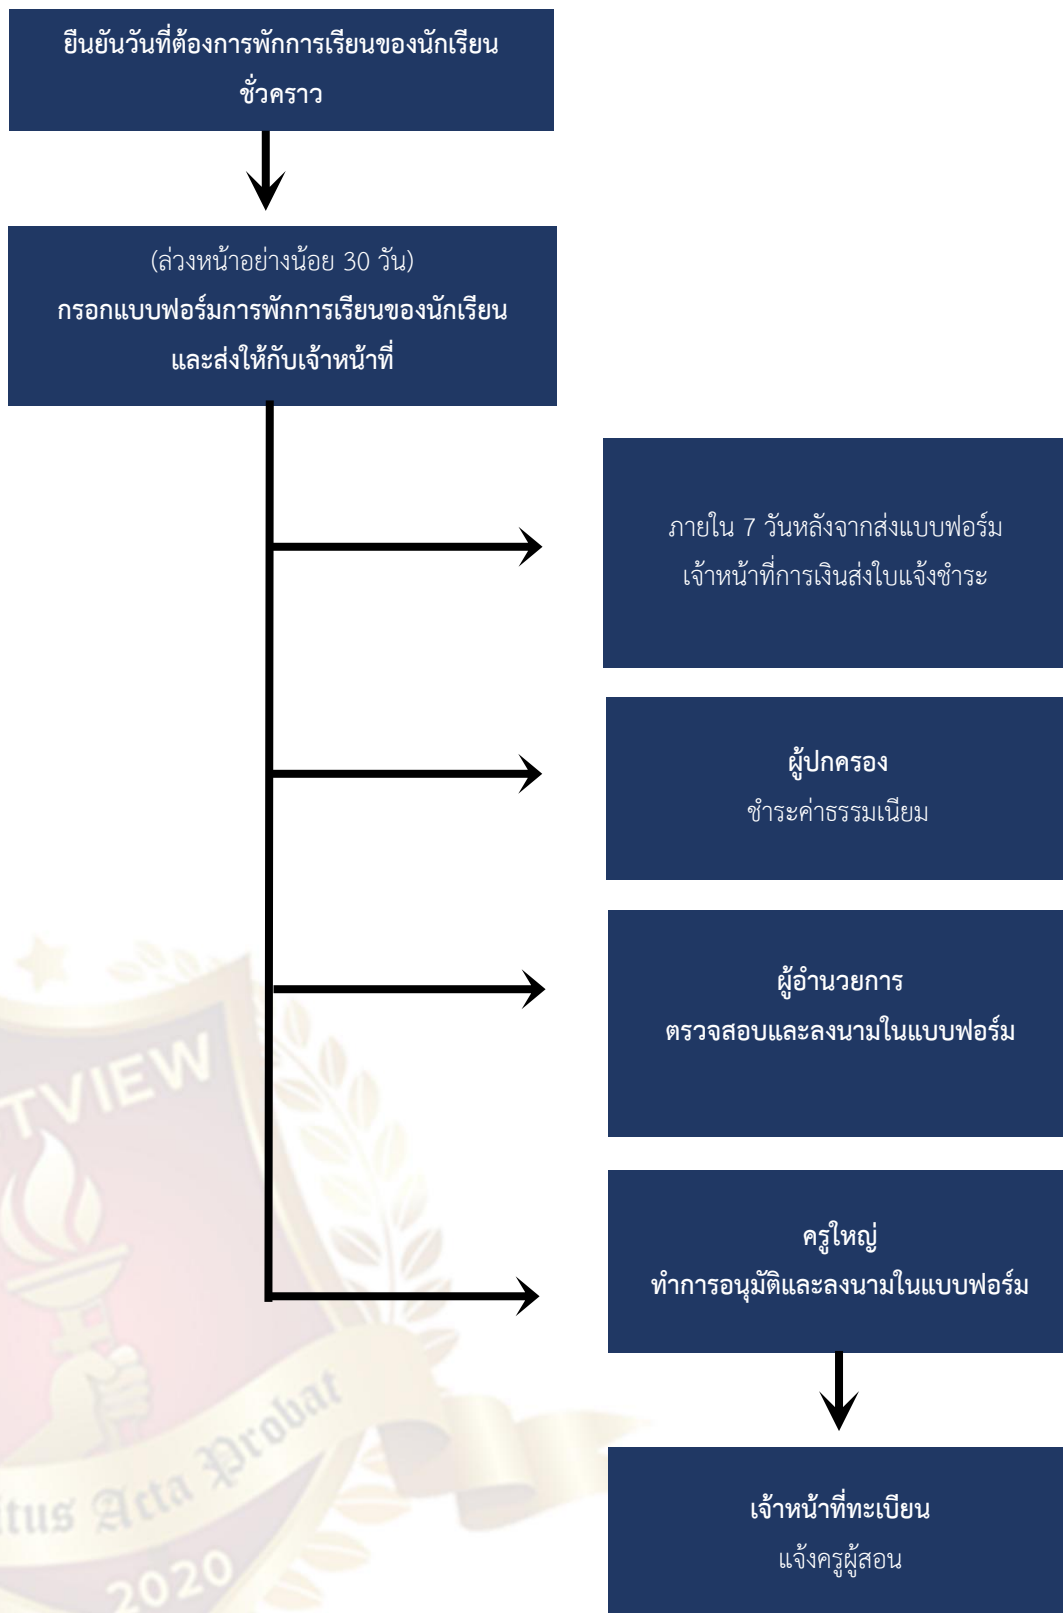 ยืนยันวันที่ต้องการพักการเรียนของนักเรียน
ชั่วคราว
(ล่วงหน้าอย่างน้อย 30 วัน)
กรอกแบบฟอร์มการพักการเรียนของนักเรียน
และส่งให้กับเจ้าหน้าที่
ภายใน 7 วันหลังจากส่งแบบฟอร์ม
เจ้าหน้าที่การเงินส่งใบแจ้งชำระ
ผู้ปกครอง
ชำระค่าธรรมเนียม
ผู้อำนวยการ
ตรวจสอบและลงนามในแบบฟอร์ม
ครูใหญ่
ทำการอนุมัติและลงนามในแบบฟอร์ม
เจ้าหน้าที่ทะเบียน
แจ้งครูผู้สอน
TVIEW
itus Acta Probat
2020